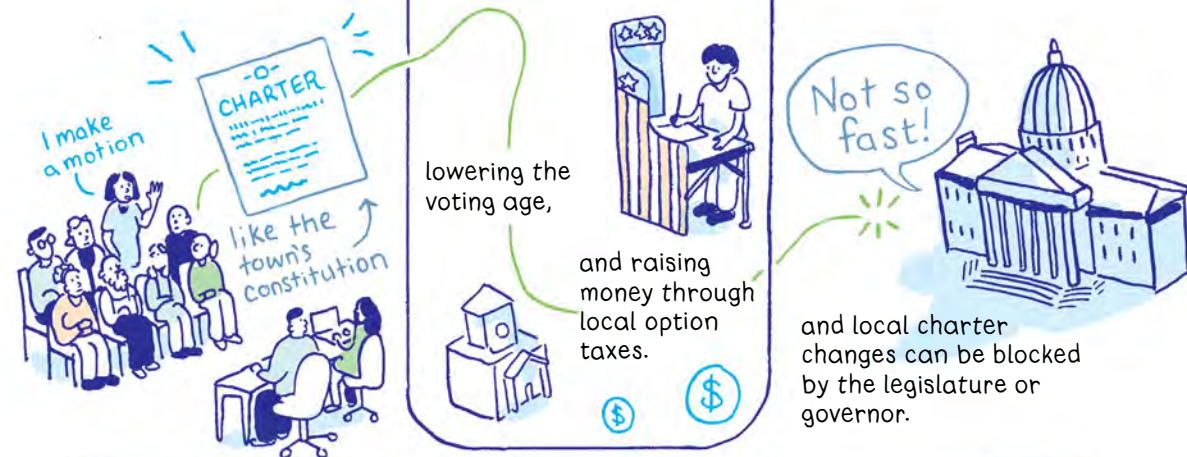 I make
a motion
-O-
CHARTER
like the
town's
constitution
lowering the
voting age,
and raising
money through
local option
taxes.
$
$
Not so
fast!
and local charter
changes can be blocked
by the legislature or
governor.